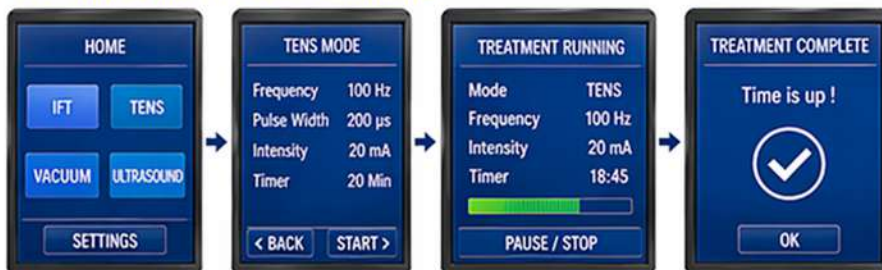 HOME
IFT TENS
VACUUM ULTRASOUND
SETTINGS
TENS MODE
Frequency 100 Hz
Pulse Width 200 µs
Intensity 20 mA
Timer 20 Min
< BACK START >
TREATMENT RUNNING
Mode TENS
Frequency 100 Hz
Intensity 20 mA
Timer 18:45
PAUSE / STOP
TREATMENT COMPLETE
Time is up !
OK